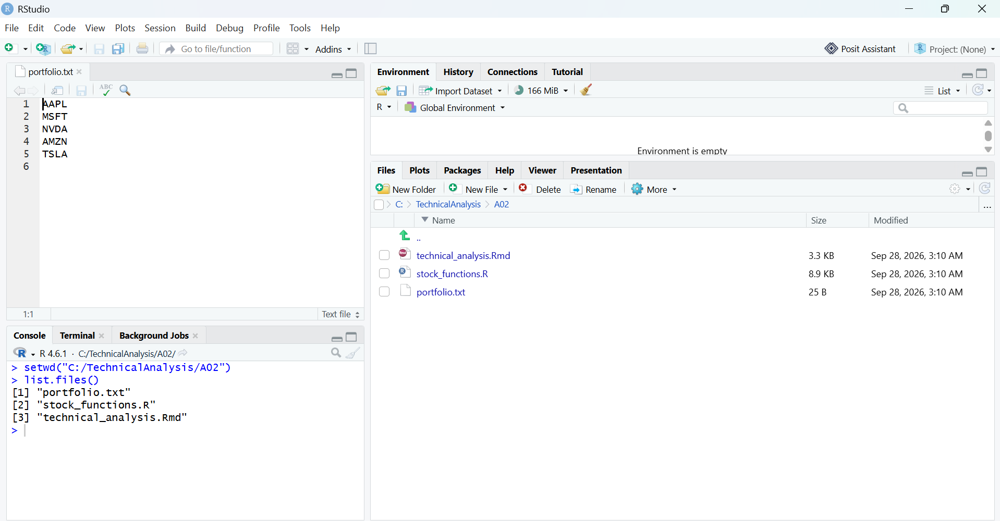 RStudio
File Edit Code View Plots Session Build Debug Profile Tools Help
Go to file/function Addins Posit Assistant Project: (None)
portfolio.txt
ABC
1 AAPL
2 MSFT
3 NVDA
4 AMZN
5 TSLA
6
1:1 Text file
Console Terminal Background Jobs
R 4.6.1 · C:/TechnicalAnalysis/A02/
> setwd("C:/TechnicalAnalysis/A02")
> list.files()
[1] "portfolio.txt"
[2] "stock_functions.R"
[3] "technical_analysis.Rmd"
>
Environment History Connections Tutorial
Import Dataset 166 MiB List
R Global Environment
Environment is empty
Files Plots Packages Help Viewer Presentation
New Folder New File Delete Rename More
C: TechnicalAnalysis A02 ...
Name Size Modified
..
technical_analysis.Rmd 3.3 KB Sep 28, 2026, 3:10 AM
stock_functions.R 8.9 KB Sep 28, 2026, 3:10 AM
portfolio.txt 25 B Sep 28, 2026, 3:10 AM